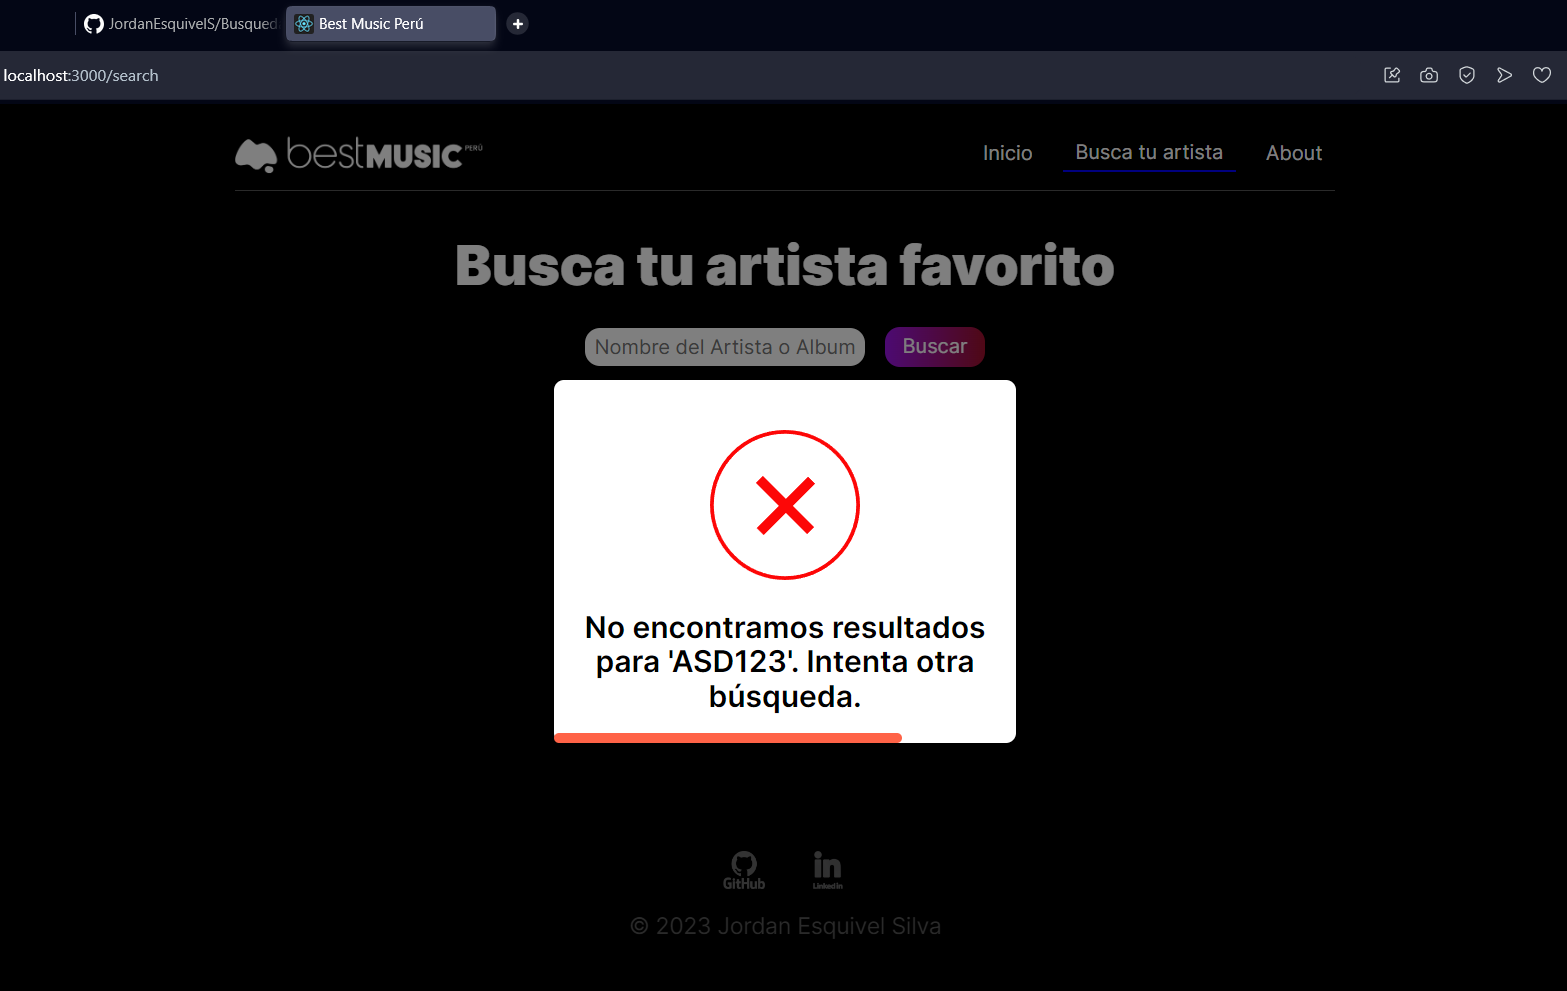 JordanEsquivelS/Busqued
Best Music Perú
localhost:3000/search
bestMUSIC PERÚ
Inicio
Busca tu artista
About
Busca tu artista favorito
Nombre del Artista o Album
Buscar
No encontramos resultados
para 'ASD123'. Intenta otra
búsqueda.
GitHub
LinkedIn
© 2023 Jordan Esquivel Silva